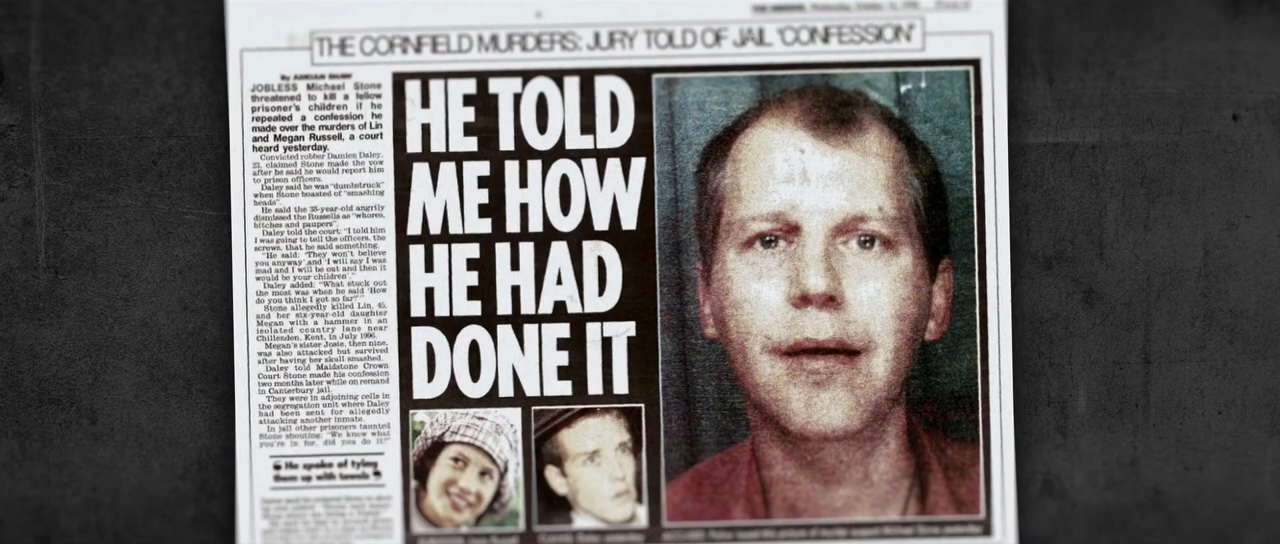 THE CORNFIELD MURDERS: JURY TOLD OF JAIL 'CONFESSION'
By ADRIAN SHAW
JOBLESS Michael Stone
threatened to kill a fellow
prisoner's children if he
repeated a confession he
made over the murders of Lin
and Megan Russell, a court
heard yesterday.
Convicted robber Damien Daley,
23, claimed Stone made the vow
after he said he would report him
to prison officers.
Daley said he was "dumbstruck"
when Stone boasted of "smashing
heads".
He said the 38-year-old angrily
dismissed the Russells as "whores,
bitches and paupers".
Daley told the court: "I told him
I was going to tell the officers, the
screws, that he said something.
"He said: 'They won't believe
you anyway' and 'I will say I was
mad and I will be out and then it
would be your children'."
Daley added: "What stuck out
the most was when he said 'How
do you think I got so far?'"
Stone allegedly killed Lin, 45,
and her six-year-old daughter
Megan with a hammer in an
isolated country lane near
Chillenden, Kent, in July 1996.
Megan's sister Josie, then nine,
was also attacked but survived
after having her skull smashed.
Daley told Maidstone Crown
Court Stone made his confession
two months later while on remand
in Canterbury jail.
They were in adjoining cells in
the segregation unit where Daley
had been sent for allegedly
attacking another inmate.
In jail other prisoners taunted
Stone shouting: "We know what
you're in for, did you do it?"
He spoke of tying
them up with towels
HE TOLD
ME HOW
HE HAD
DONE IT